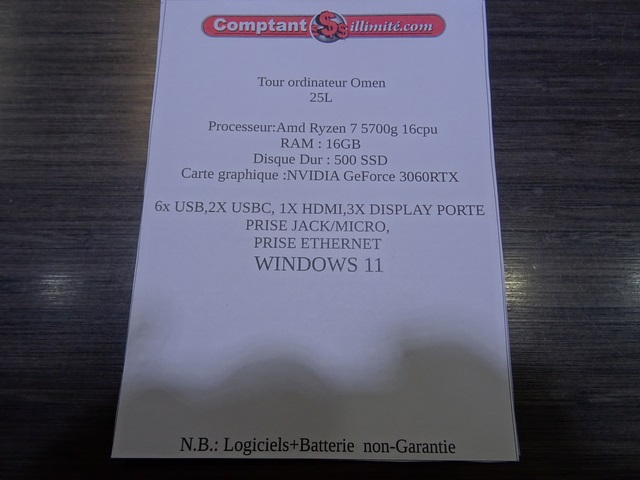 Comptant $$ illimité.com
Tour ordinateur Omen
25L
Processeur:Amd Ryzen 7 5700g 16cpu
RAM : 16GB
Disque Dur : 500 SSD
Carte graphique :NVIDIA GeForce 3060RTX
6x USB,2X USBC, 1X HDMI,3X DISPLAY PORTE
PRISE JACK/MICRO,
PRISE ETHERNET
WINDOWS 11
N.B.: Logiciels+Batterie non-Garantie